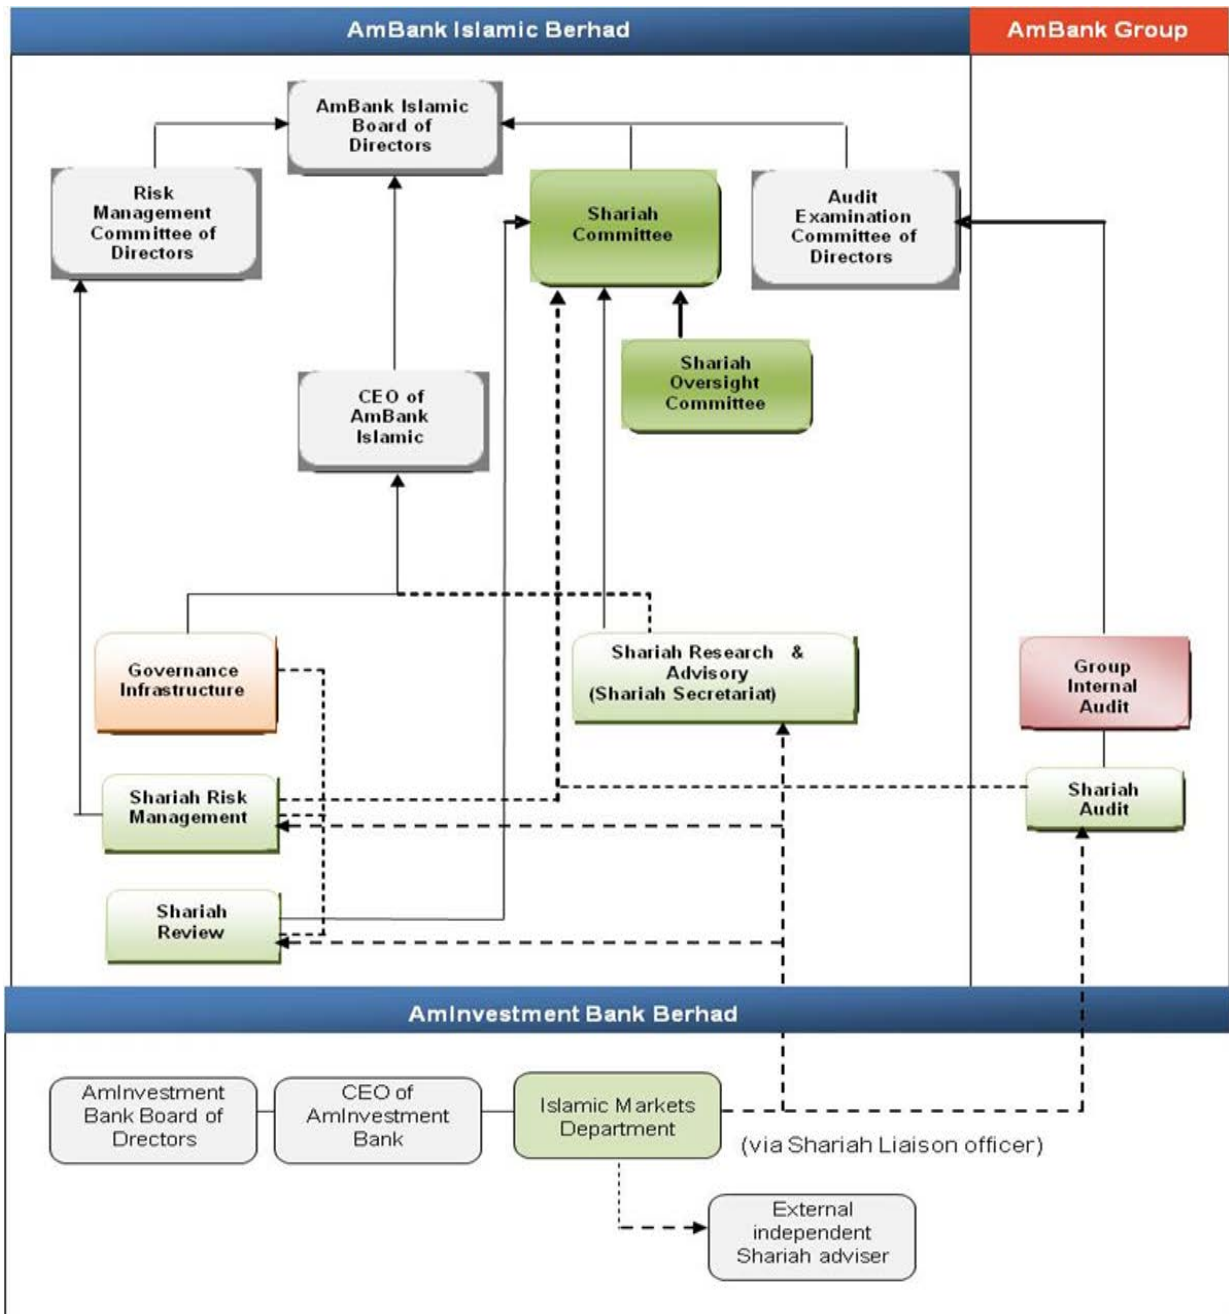 AmBank Islamic Berhad
AmBank Group
AmBank Islamic
Board of
Directors
Risk
Management
Committee of
Directors
Shariah
Committee
Audit
Examination
Committee of
Directors
Shariah
Oversight
Committee
CEO of
AmBank
Islamic
Governance
Infrastructure
Shariah Research &
Advisory
(Shariah Secretariat)
Group
Internal
Audit
Shariah Risk
Management
Shariah
Audit
Shariah
Review
AmInvestment Bank Berhad
AmInvestment
Bank Board of
Drectors
CEO of
AmInvestment
Bank
Islamic Markets
Department
(via Shariah Liaison officer)
External
independent
Shariah adviser